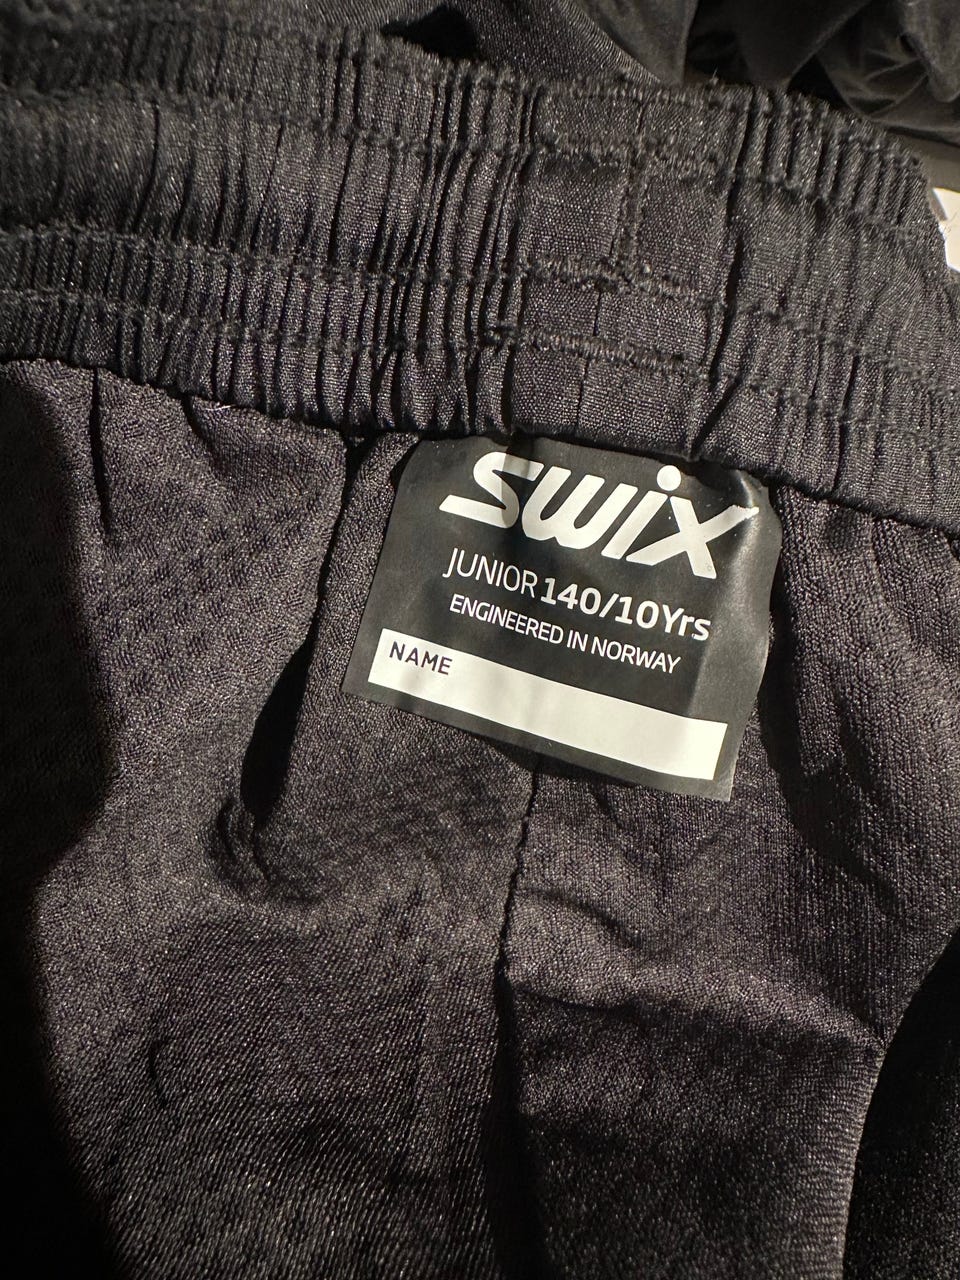 swix
JUNIOR 140/10Yrs
ENGINEERED IN NORWAY
NAME